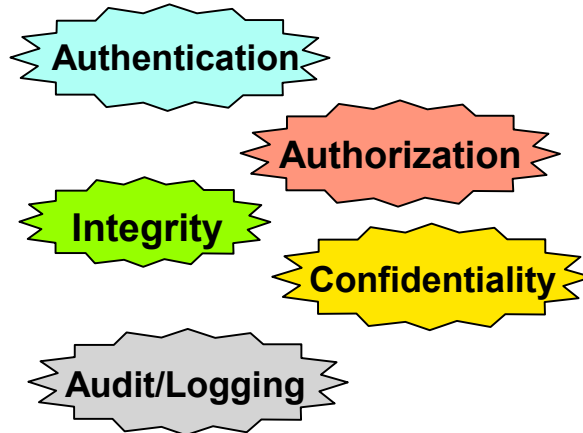 Authentication
Authorization
Integrity
Confidentiality
Audit/Logging